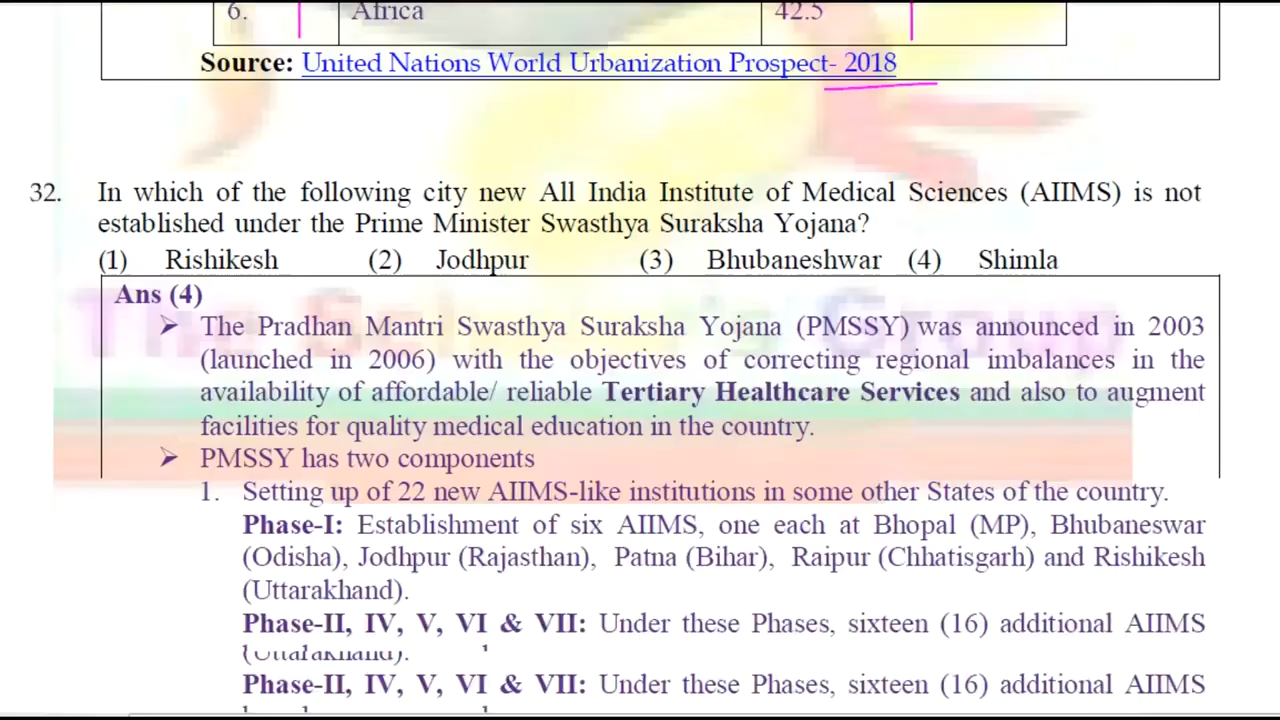 6. Africa 42.5
Source: United Nations World Urbanization Prospect- 2018
32. In which of the following city new All India Institute of Medical Sciences (AIIMS) is not
established under the Prime Minister Swasthya Suraksha Yojana?
(1) Rishikesh (2) Jodhpur (3) Bhubaneshwar (4) Shimla
Ans (4)
➢ The Pradhan Mantri Swasthya Suraksha Yojana (PMSSY) was announced in 2003
(launched in 2006) with the objectives of correcting regional imbalances in the
availability of affordable/ reliable Tertiary Healthcare Services and also to augment
facilities for quality medical education in the country.
➢ PMSSY has two components
1. Setting up of 22 new AIIMS-like institutions in some other States of the country.
Phase-I: Establishment of six AIIMS, one each at Bhopal (MP), Bhubaneswar
(Odisha), Jodhpur (Rajasthan), Patna (Bihar), Raipur (Chhatisgarh) and Rishikesh
(Uttarakhand).
Phase-II, IV, V, VI & VII: Under these Phases, sixteen (16) additional AIIMS
(Uttarakhand).
Phase-II, IV, V, VI & VII: Under these Phases, sixteen (16) additional AIIMS